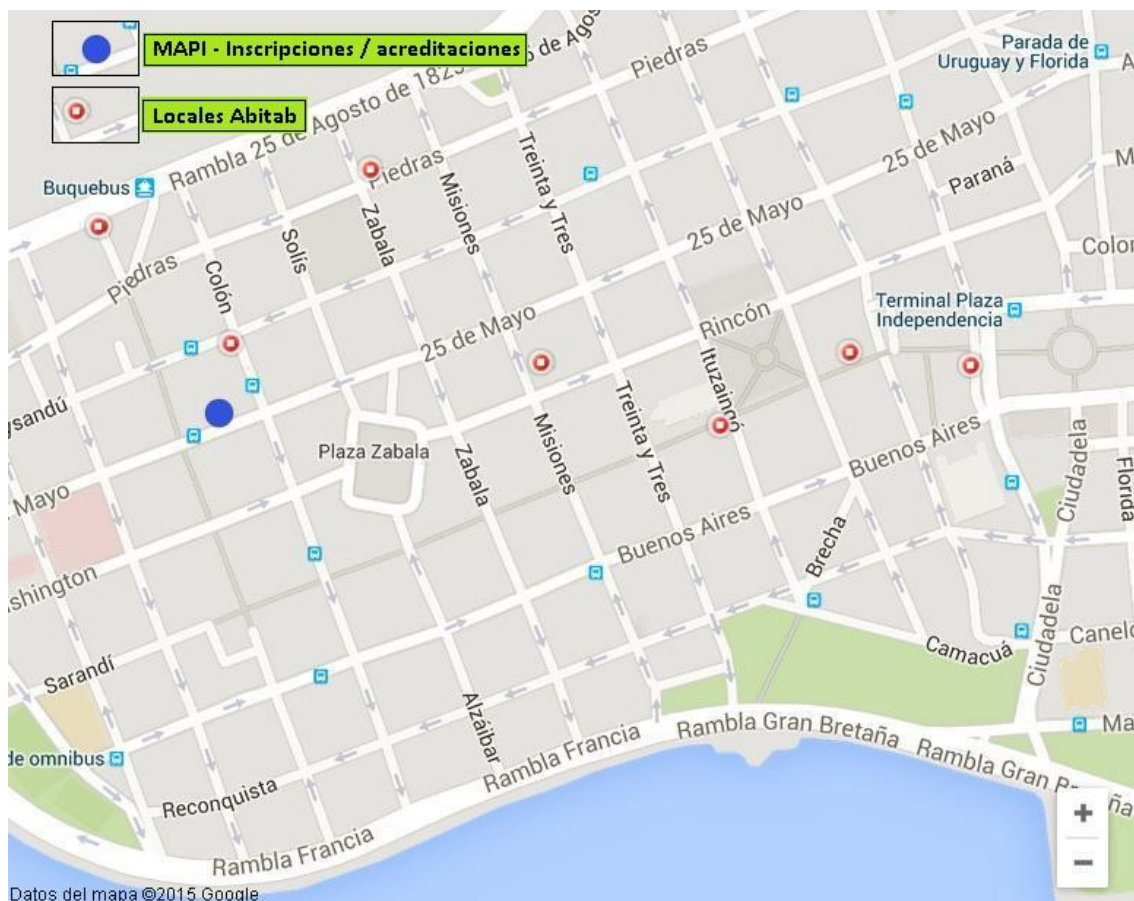 MAPI - Inscripciones / acreditaciones
Locales Abitab
Parada de
Uruguay y Florida
Rambla 25 de Agosto de 182
de Ago
Piedras
Buquebus
Piedras
Treinta y Tres
25 de Mayo
Paraná
Misiones
Zabala
Solís
Colón
Piedras
25 de Mayo
Colon
Terminal Plaza
Independencia
Rincón
25 de Mayo
Ituzaingó
Plaza Zabala
Misiones
Treinta y Tres
Zabala
Buenos Aires
Ciudadela
Florida
Mayo
Buenos Aires
Brecha
Sarandí
Camacuá
Ciudadela
Alzáibar
Rambla Francia
Rambla Gran Bretaña
Rambla Gran Bretaña
de omnibus
Reconquista
Rambla Francia
+
−
Datos del mapa ©2015 Google